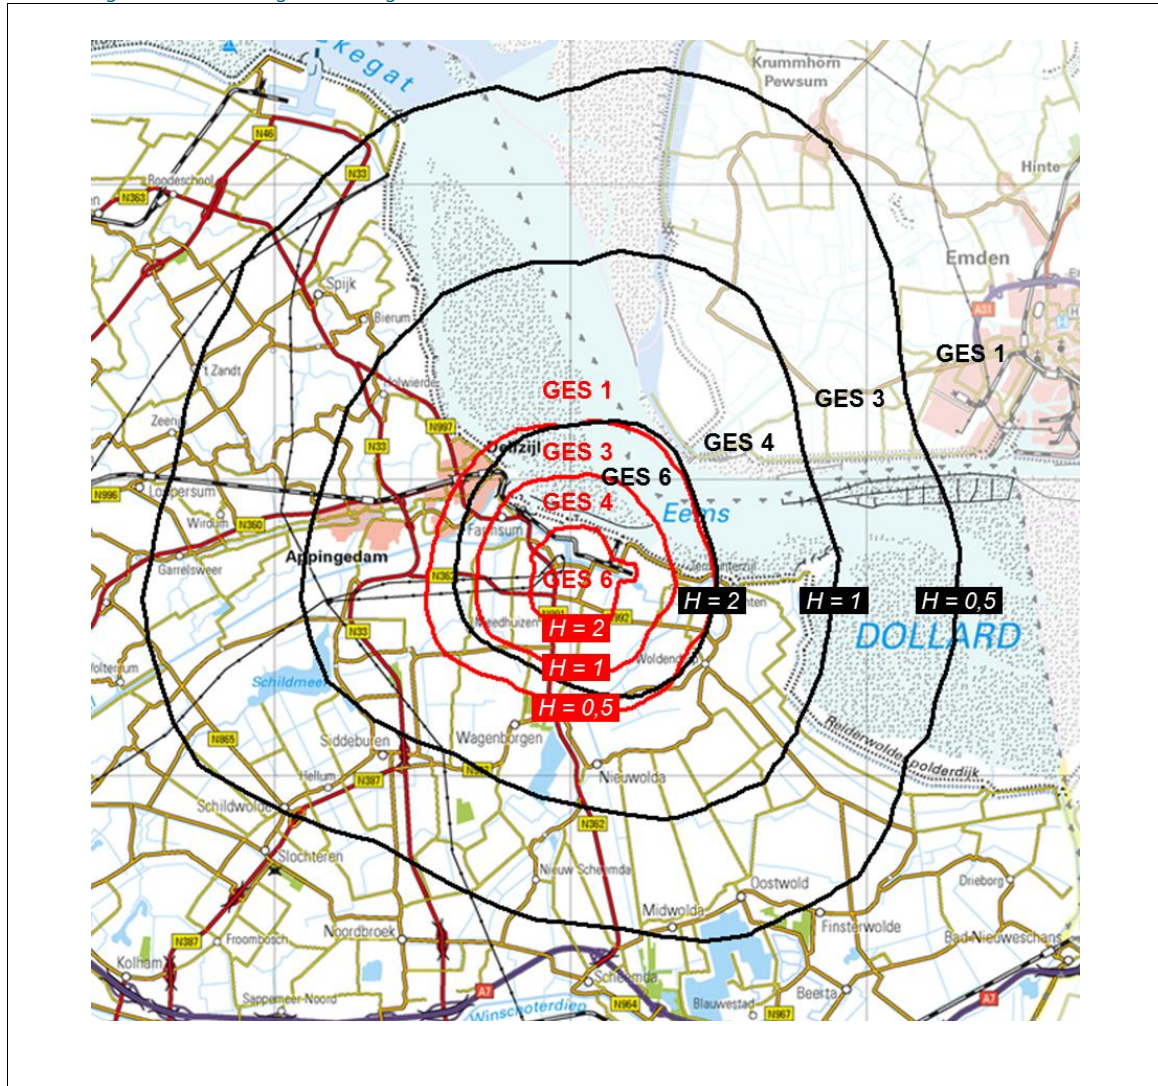 Krummhorn
Pewsum
N46
Hinte
N33
Roodeschool
N363
Emden
A31
Spijk
Bierum
GES 1
't Zandt
Holwierde
GES 1
GES 3
Zeerijp
N997
N33
Delfzijl
GES 3
GES 4
GES 6
N996
Loppersum
GES 4
Eems
Wirdum
N360
Farmsum
Appingedam
Garrelsweer
GES 6
H = 2
H = 1
H = 0,5
N992
Meedhuizen
H = 2
N33
DOLLARD
Woldendorp
H = 1
Schildmeer
H = 0,5
Reiderwolderpolderdijk
N865
Siddeburen
Wagenborgen
Hellum
N387
Nieuwolda
Schildwolde
N362
Slochteren
Nieuw Scheemda
Oostwold
Drieborg
Midwolda
Finsterwolde
N387
Froombosch
Noordbroek
Bad Nieuweschans
Kolham
Scheemda
Beerta
A7
A7
Sappemeer-Noord
N964
Blauwestad
N967
Winschoterdiep